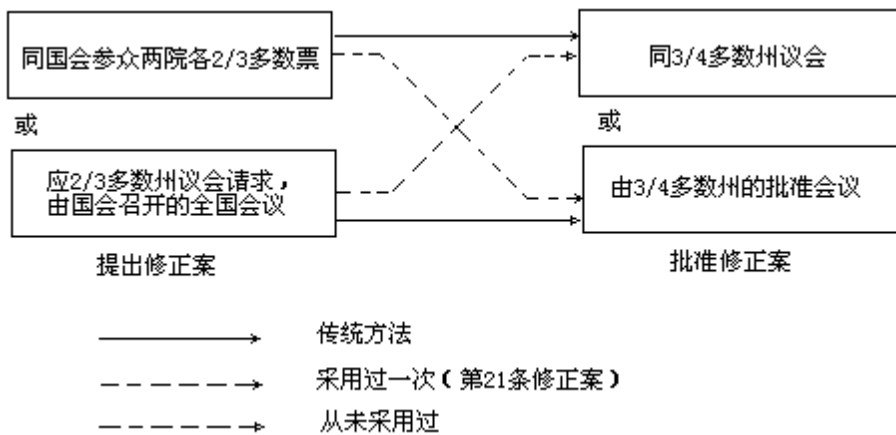 同国会参众两院各2/3多数票
同3/4多数州议会
或
或
应2/3多数州议会请求，
由国会召开的全国会议
由3/4多数州的批准会议
提出修正案
批准修正案
传统方法
采用过一次（第21条修正案）
从未采用过